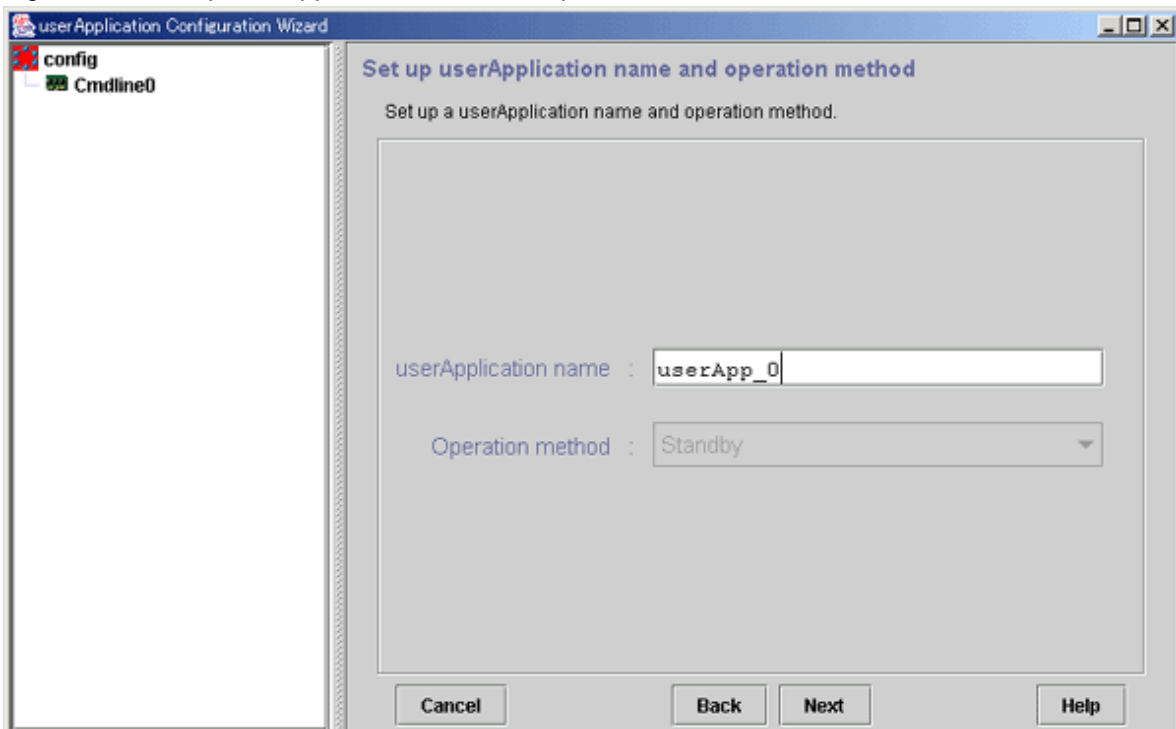 userApplication Configuration Wizard
config
Cmdline0
Set up userApplication name and operation method
Set up a userApplication name and operation method.
userApplication name : userApp_0
Operation method : Standby
Cancel Back Next Help